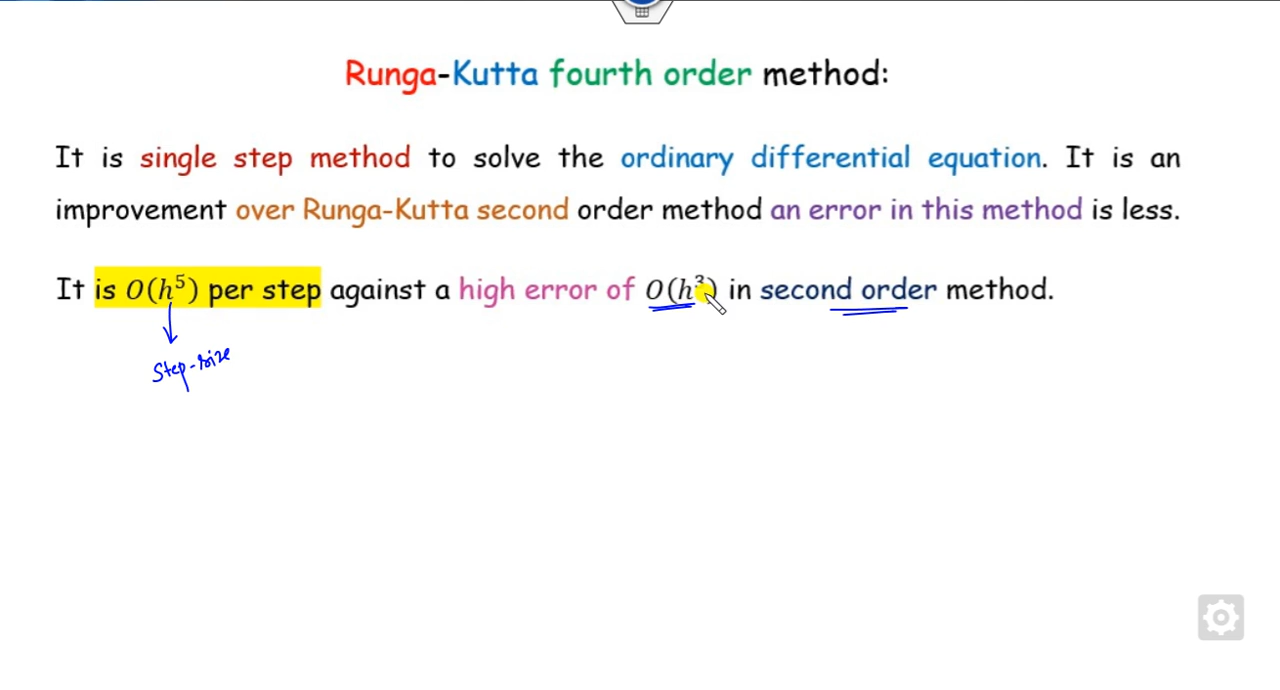 Runga-Kutta fourth order method:
It is single step method to solve the ordinary differential equation. It is an
improvement over Runga-Kutta second order method an error in this method is less.
It is O(h⁵) per step against a high error of O(h³) in second order method.
Step-size